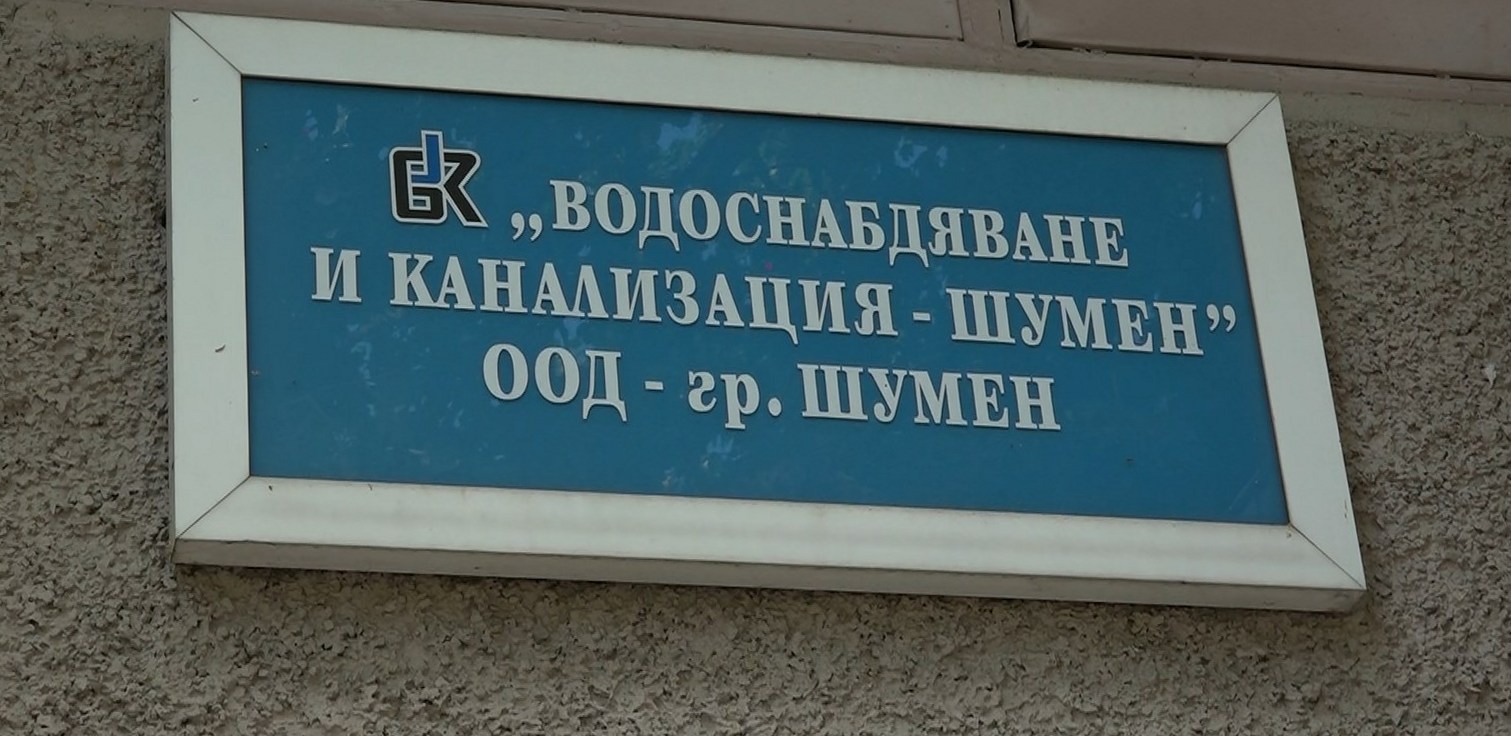 „ВОДОСНАБДЯВАНЕ
И КАНАЛИЗАЦИЯ - ШУМЕН”
ООД - гр. ШУМЕН